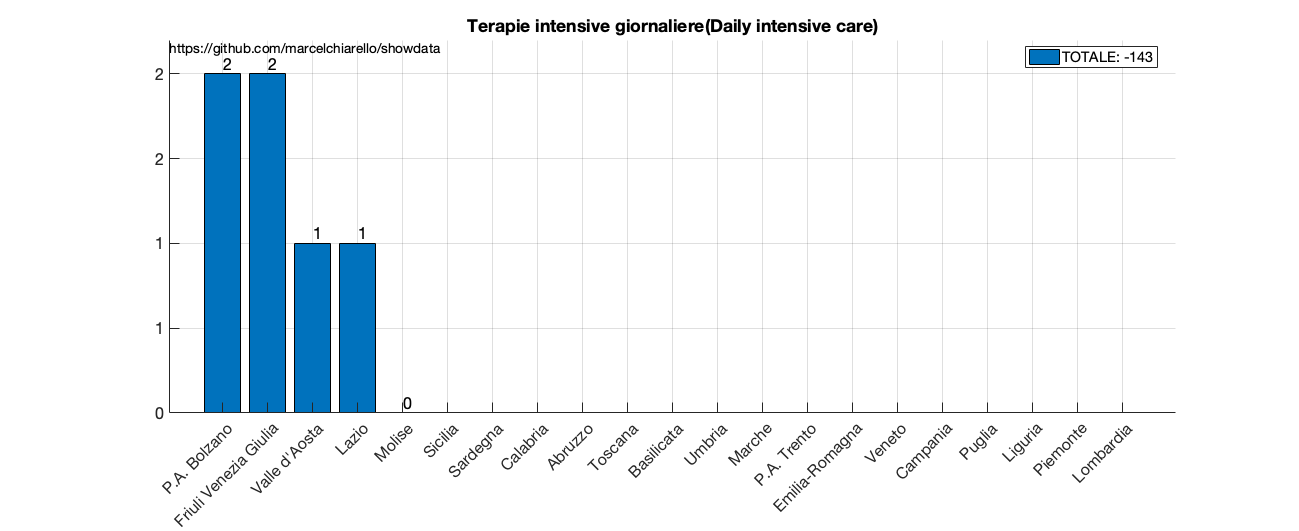 Terapie intensive giornaliere(Daily intensive care)
https://github.com/marcelchiarello/showdata
TOTALE: -143
2
2
1
1
0
2
2
1
1
0
P.A. Bolzano
Friuli Venezia Giulia
Valle d'Aosta
Lazio
Molise
Sicilia
Sardegna
Calabria
Abruzzo
Toscana
Basilicata
Umbria
Marche
P.A. Trento
Emilia-Romagna
Veneto
Campania
Puglia
Liguria
Piemonte
Lombardia